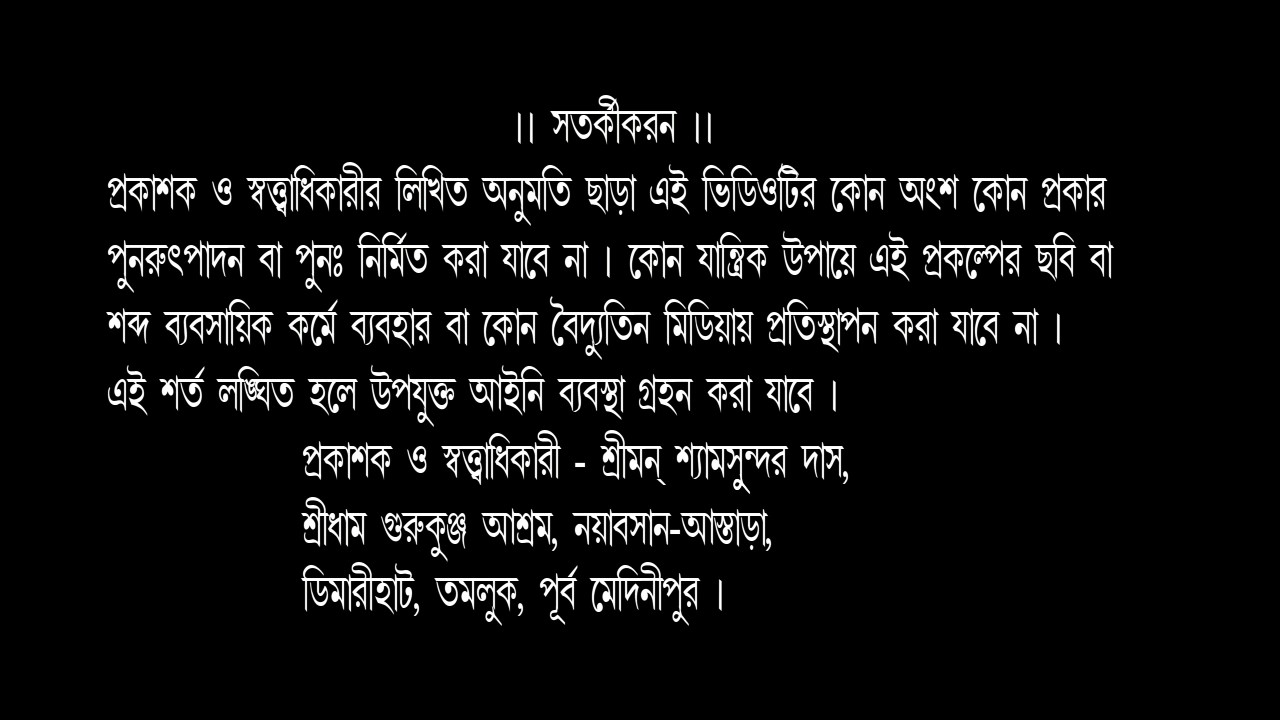 ।। সতর্কীকরন ।।
প্রকাশক ও স্বত্ত্বাধিকারীর লিখিত অনুমতি ছাড়া এই ভিডিওটির কোন অংশ কোন প্রকার
পুনরুৎপাদন বা পুনঃ নির্মিত করা যাবে না । কোন যান্ত্রিক উপায়ে এই প্রকল্পের ছবি বা
শব্দ ব্যবসায়িক কর্মে ব্যবহার বা কোন বৈদ্যুতিন মিডিয়ায় প্রতিস্থাপন করা যাবে না ।
এই শর্ত লঙ্ঘিত হলে উপযুক্ত আইনি ব্যবস্থা গ্রহন করা যাবে ।
প্রকাশক ও স্বত্ত্বাধিকারী - শ্রীমন্ শ্যামসুন্দর দাস,
শ্রীধাম গুরুকুঞ্জ আশ্রম, নয়াবসান-আস্তাড়া,
ডিমারীহাট, তমলুক, পূর্ব মেদিনীপুর ।